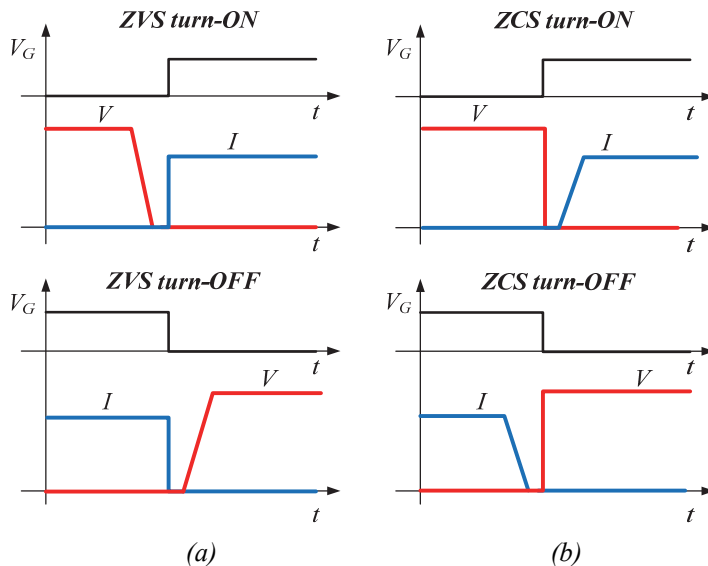 ZVS turn-ON
V_G
t
V
I
t
ZCS turn-ON
V_G
t
V
I
t
ZVS turn-OFF
V_G
t
I
V
t
ZCS turn-OFF
V_G
t
I
V
t
(a)
(b)